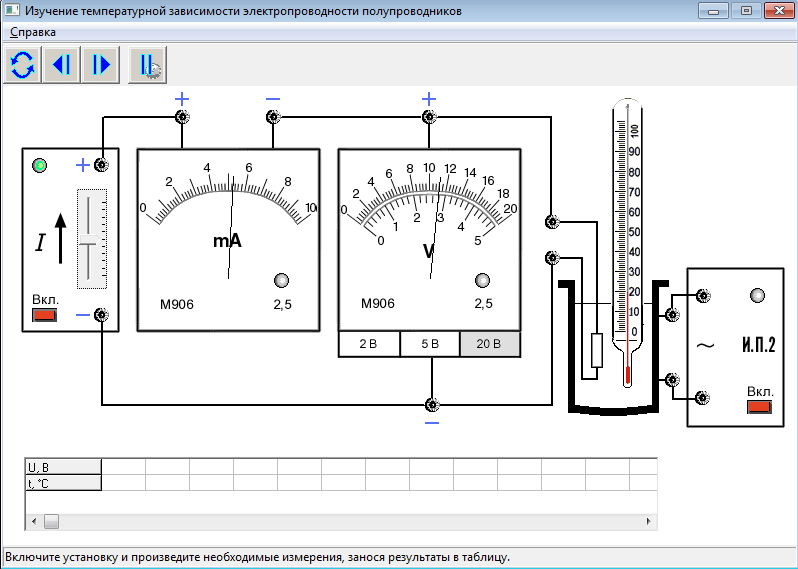 Изучение температурной зависимости электропроводности полупроводников
Справка
+ − +
+
I
Вкл.
−
0 2 4 6 8 10
mA
M906 2,5
0 2 4 6 8 10 12 14 16 18 20
0 1 2 3 4 5
V
M906 2,5
2 В 5 В 20 В
−
100
90
80
70
60
50
40
30
20
10
0
~ И.П.2
Вкл.
U, В
t, °C
Включите установку и произведите необходимые измерения, занося результаты в таблицу.